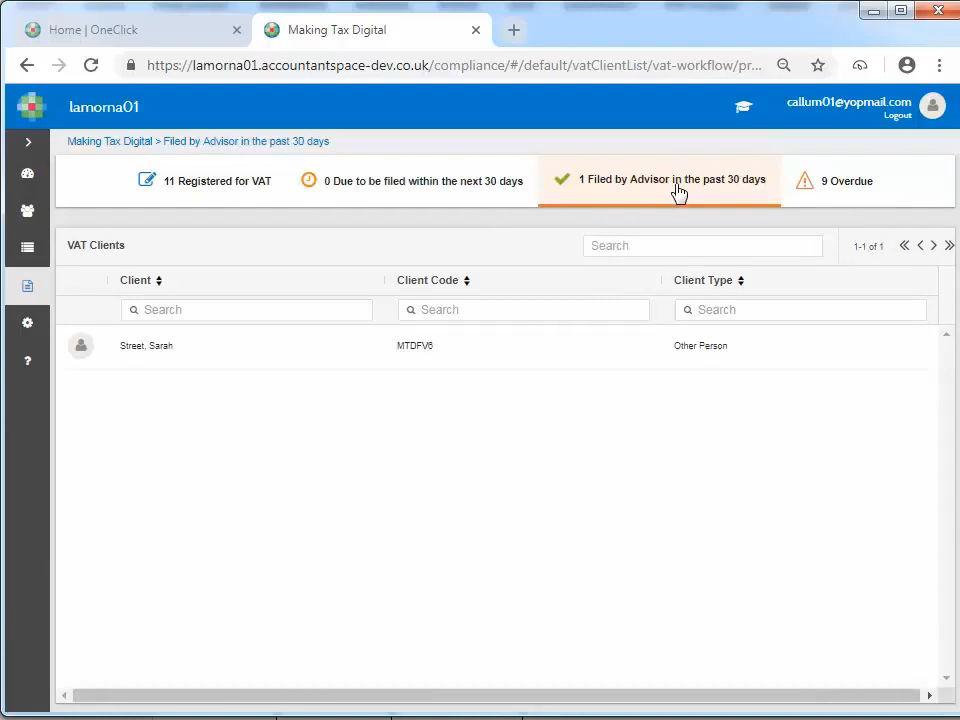 Home | OneClick
Making Tax Digital
https://lamorna01.accountantspace-dev.co.uk/compliance/#/default/vatClientList/vat-workflow/pr...
lamorna01
callum01@yopmail.com
Logout
Making Tax Digital > Filed by Advisor in the past 30 days
11 Registered for VAT
0 Due to be filed within the next 30 days
1 Filed by Advisor in the past 30 days
9 Overdue
VAT Clients
Search
1-1 of 1
Client
Client Code
Client Type
Search
Search
Search
Street, Sarah
MTDFV6
Other Person